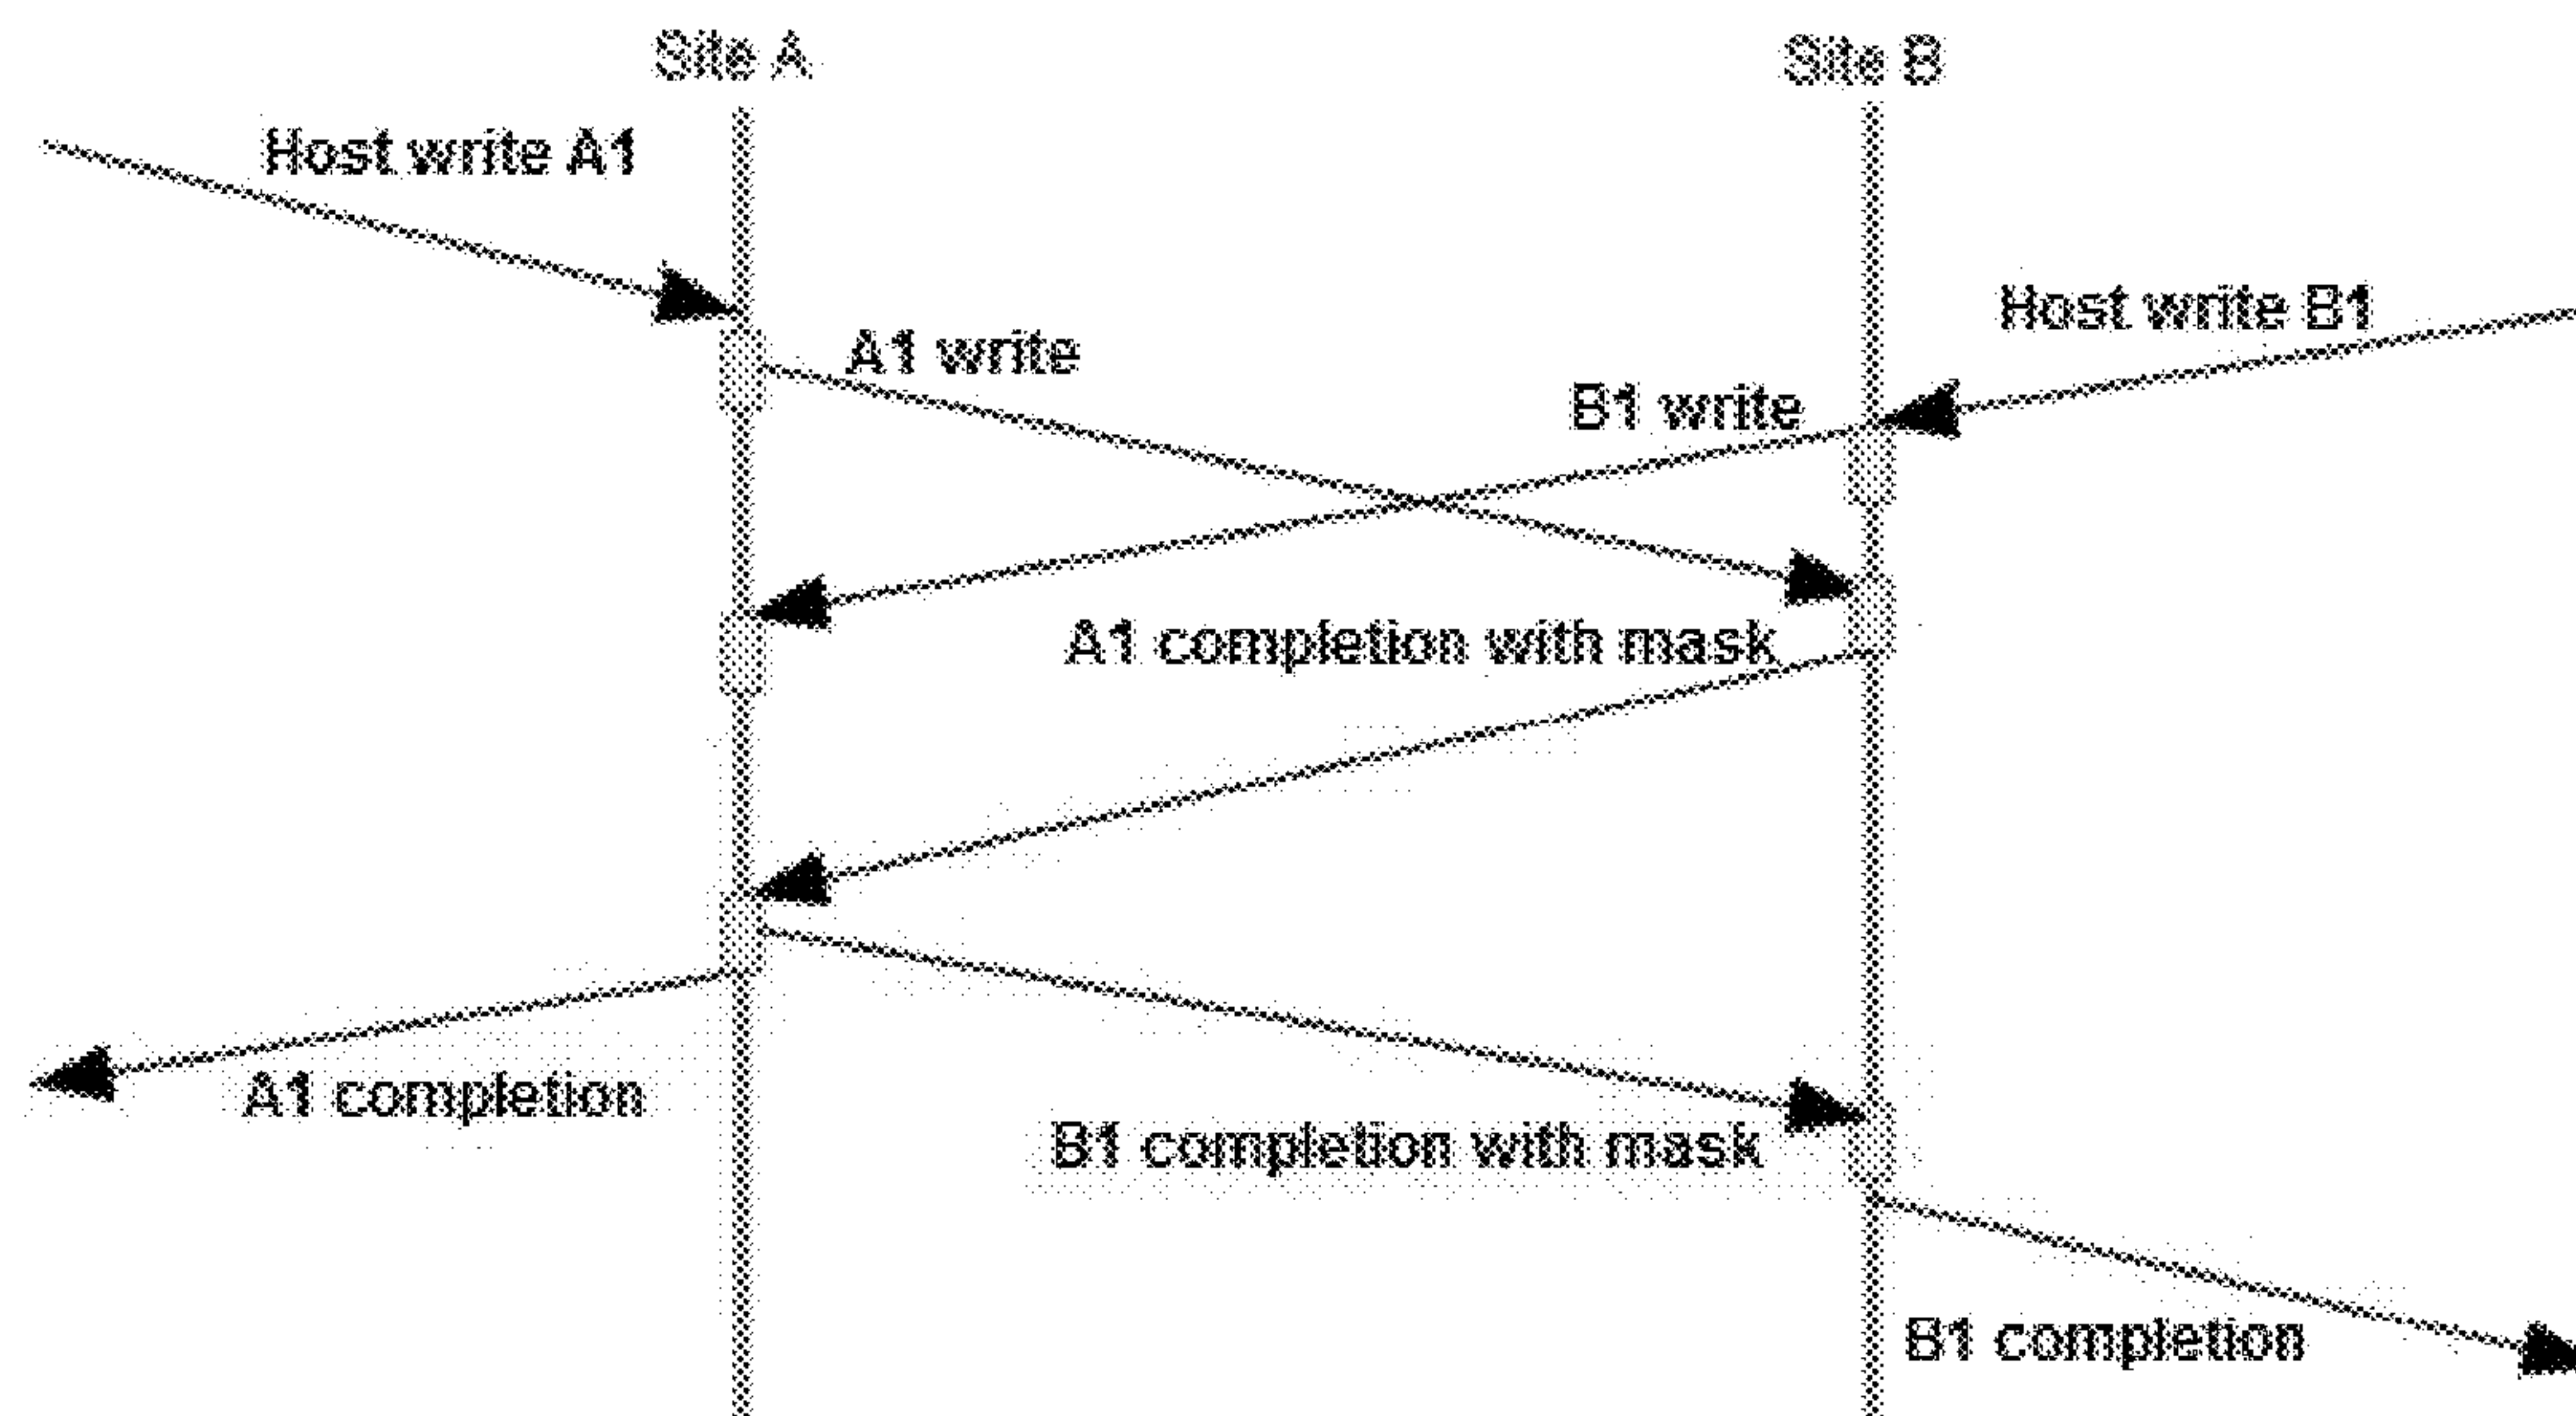 Site A
Site B
Host write A1
Host write B1
A1 write
B1 write
A1 completion with mask
A1 completion
B1 completion with mask
B1 completion